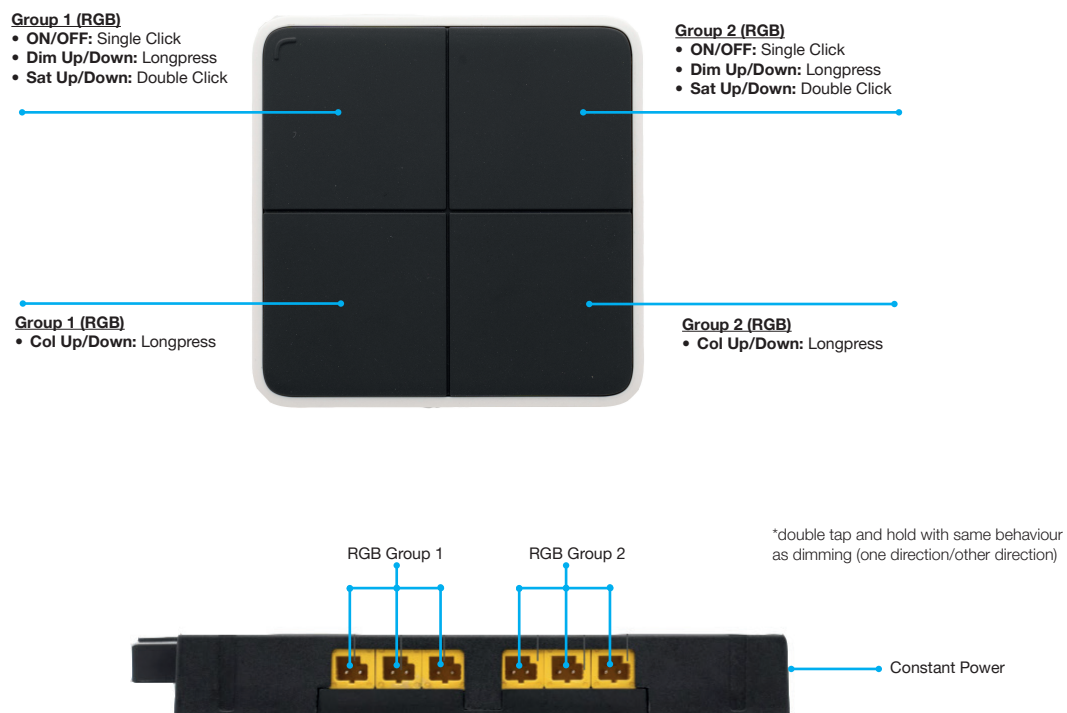 Group 1 (RGB)
• ON/OFF: Single Click
• Dim Up/Down: Longpress
• Sat Up/Down: Double Click
Group 2 (RGB)
• ON/OFF: Single Click
• Dim Up/Down: Longpress
• Sat Up/Down: Double Click
Group 1 (RGB)
• Col Up/Down: Longpress
Group 2 (RGB)
• Col Up/Down: Longpress
*double tap and hold with same behaviour
as dimming (one direction/other direction)
RGB Group 1
RGB Group 2
Constant Power